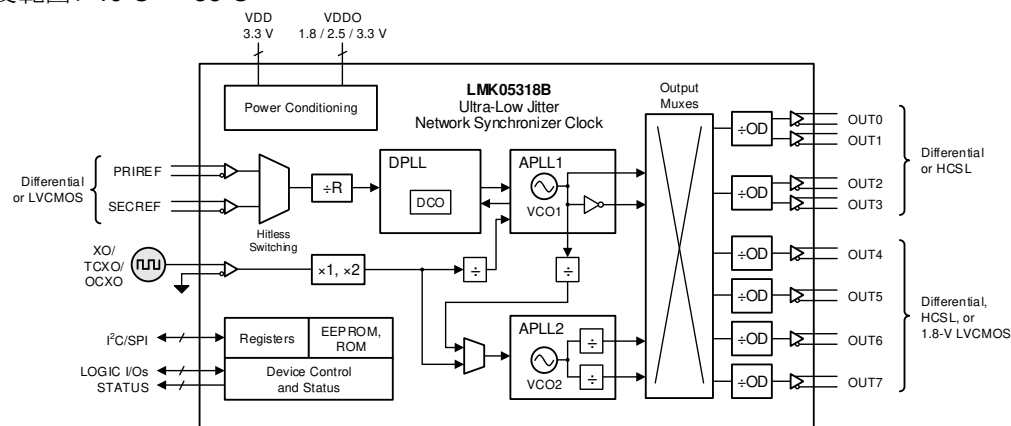 VDD
3.3 V
VDDO
1.8 / 2.5 / 3.3 V
LMK05318B
Ultra-Low Jitter
Network Synchronizer Clock
Power Conditioning
Output
Muxes
Differential
or LVCMOS
PRIREF
SECREF
Hitless
Switching
÷R
DPLL
DCO
APLL1
VCO1
XO/
TCXO/
OCXO
×1, ×2
÷
÷
I²C/SPI
LOGIC I/Os
STATUS
Registers
EEPROM,
ROM
Device Control
and Status
APLL2
VCO2
÷
÷
÷OD
÷OD
÷OD
÷OD
÷OD
÷OD
OUT0
OUT1
OUT2
OUT3
OUT4
OUT5
OUT6
OUT7
Differential
or HCSL
Differential,
HCSL, or
1.8-V LVCMOS